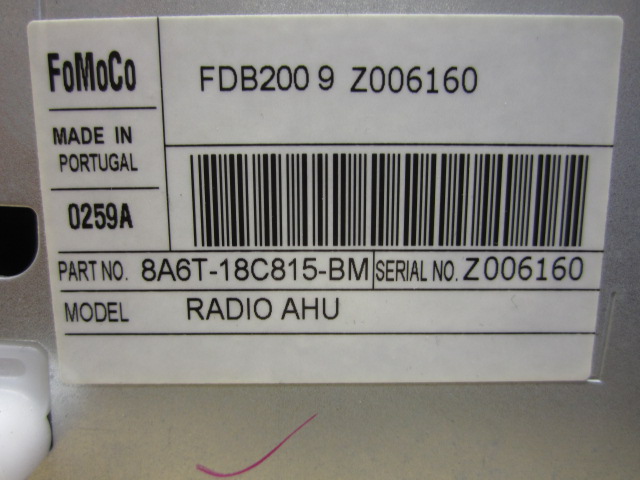 FoMoCo
FDB200 9 Z006160
MADE IN
PORTUGAL
0259A
PART NO. 8A6T-18C815-BM SERIAL NO. Z006160
MODEL RADIO AHU